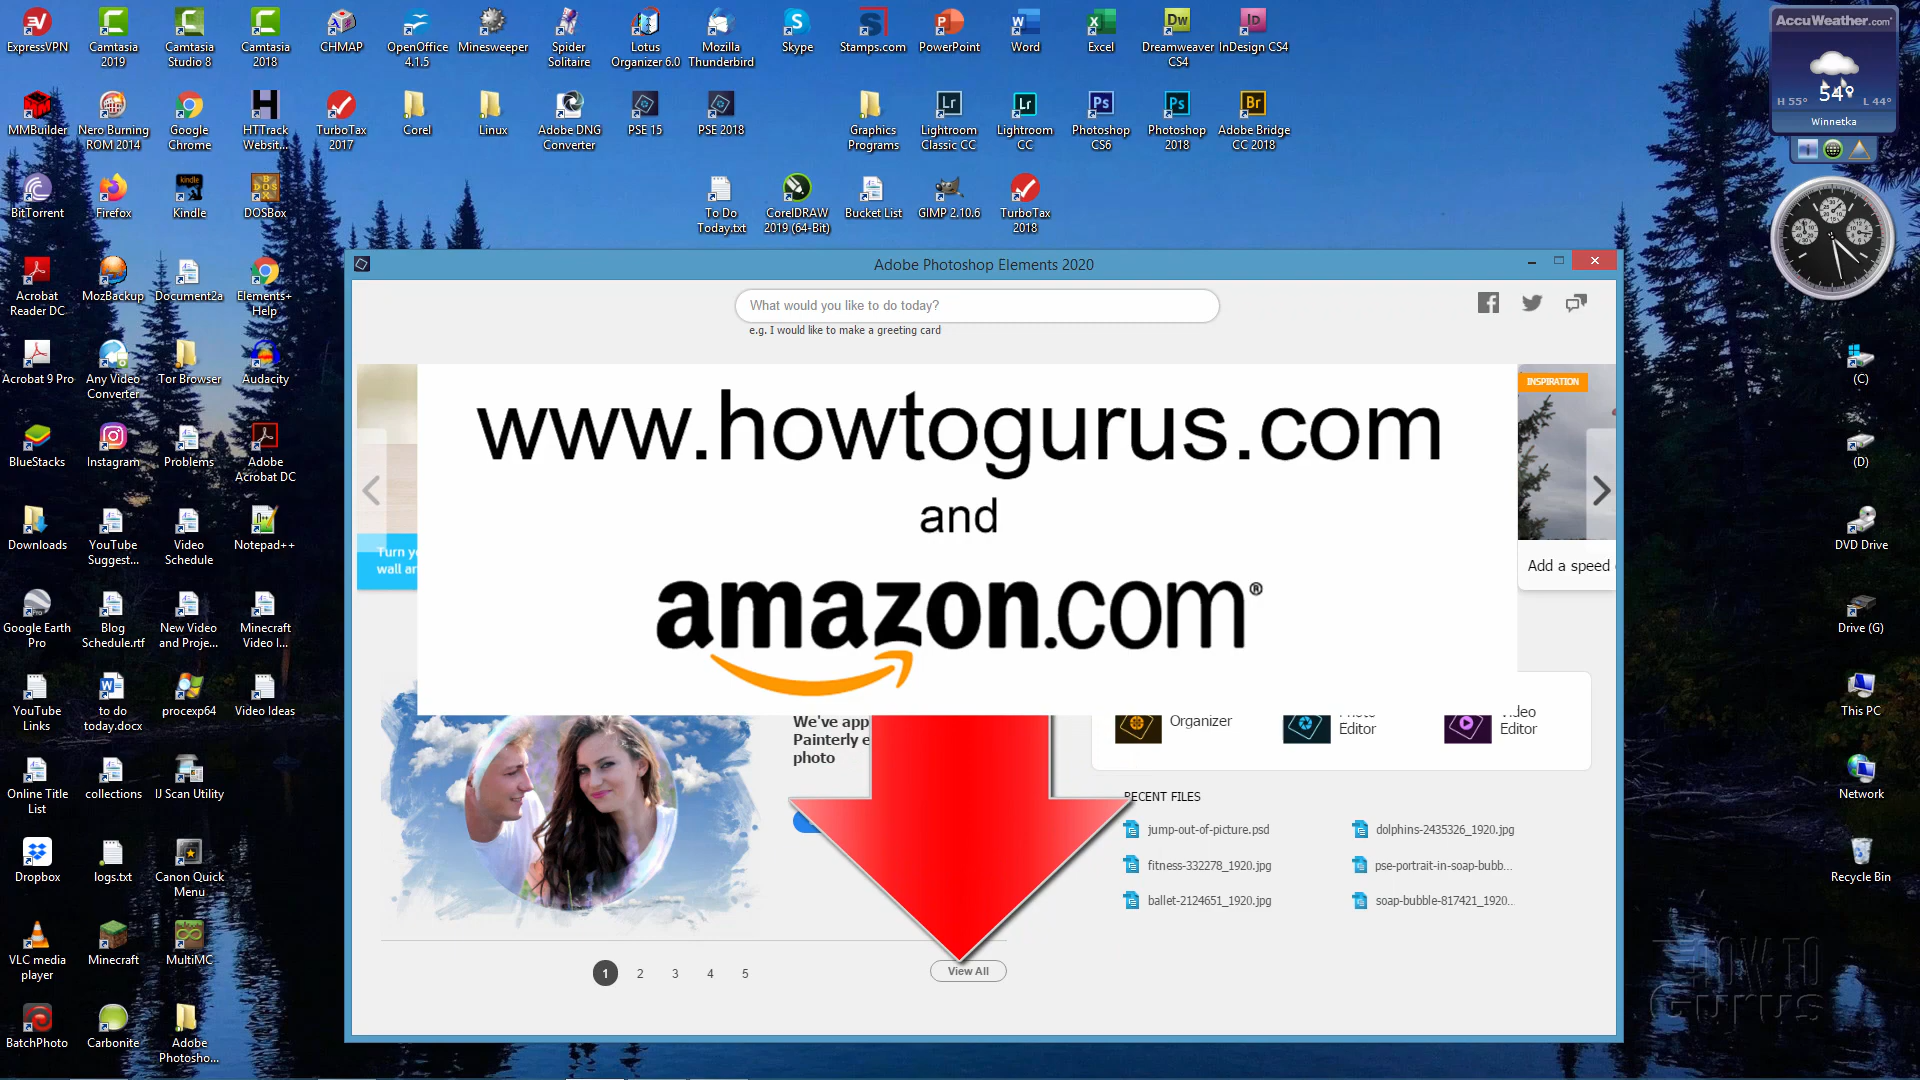 ExpressVPN
Camtasia 2019
Camtasia Studio 8
Camtasia 2018
CHMAP
OpenOffice 4.1.5
Minesweeper
Spider Solitaire
Lotus Organizer 6.0
Mozilla Thunderbird
Skype
Stamps.com
PowerPoint
Word
Excel
Dreamweaver CS4
InDesign CS4
MMBuilder
Nero Burning ROM 2014
Google Chrome
HTTrack Websit...
TurboTax 2017
Corel
Linux
Adobe DNG Converter
PSE 15
PSE 2018
Graphics Programs
Lightroom Classic CC
Lightroom CC
Photoshop CS6
Photoshop 2018
Adobe Bridge CC 2018
BitTorrent
Firefox
Kindle
DOSBox
To Do Today.txt
CorelDRAW 2019 (64-Bit)
Bucket List
GIMP 2.10.6
TurboTax 2018
Acrobat Reader DC
MozBackup
Document2a
Elements+ Help
Acrobat 9 Pro
Any Video Converter
Tor Browser
Audacity
BlueStacks
Instagram
Problems
Adobe Acrobat DC
Downloads
YouTube Suggest...
Video Schedule
Notepad++
Google Earth Pro
Blog Schedule.rtf
New Video and Proje...
Minecraft Video I...
YouTube Links
to do today.docx
procexp64
Video Ideas
Online Title List
collections
IJ Scan Utility
Dropbox
logs.txt
Canon Quick Menu
VLC media player
Minecraft
MultiMC
BatchPhoto
Carbonite
Adobe Photosho...
AccuWeather.com
54°
H 55° L 44°
Winnetka
(C)
(D)
DVD Drive
Drive (G)
This PC
Network
Recycle Bin
Adobe Photoshop Elements 2020
What would you like to do today?
e.g. I would like to make a greeting card
INSPIRATION
www.howtogurus.com
and
amazon.com®
Turn y
wall ar
Add a speed
We've app
Painterly e
photo
Organizer
Photo Editor
Video Editor
RECENT FILES
jump-out-of-picture.psd
dolphins-2435326_1920.jpg
fitness-332278_1920.jpg
pse-portrait-in-soap-bubb...
ballet-2124651_1920.jpg
soap-bubble-817421_1920...
1 2 3 4 5
View All
HOW TO
GURUS